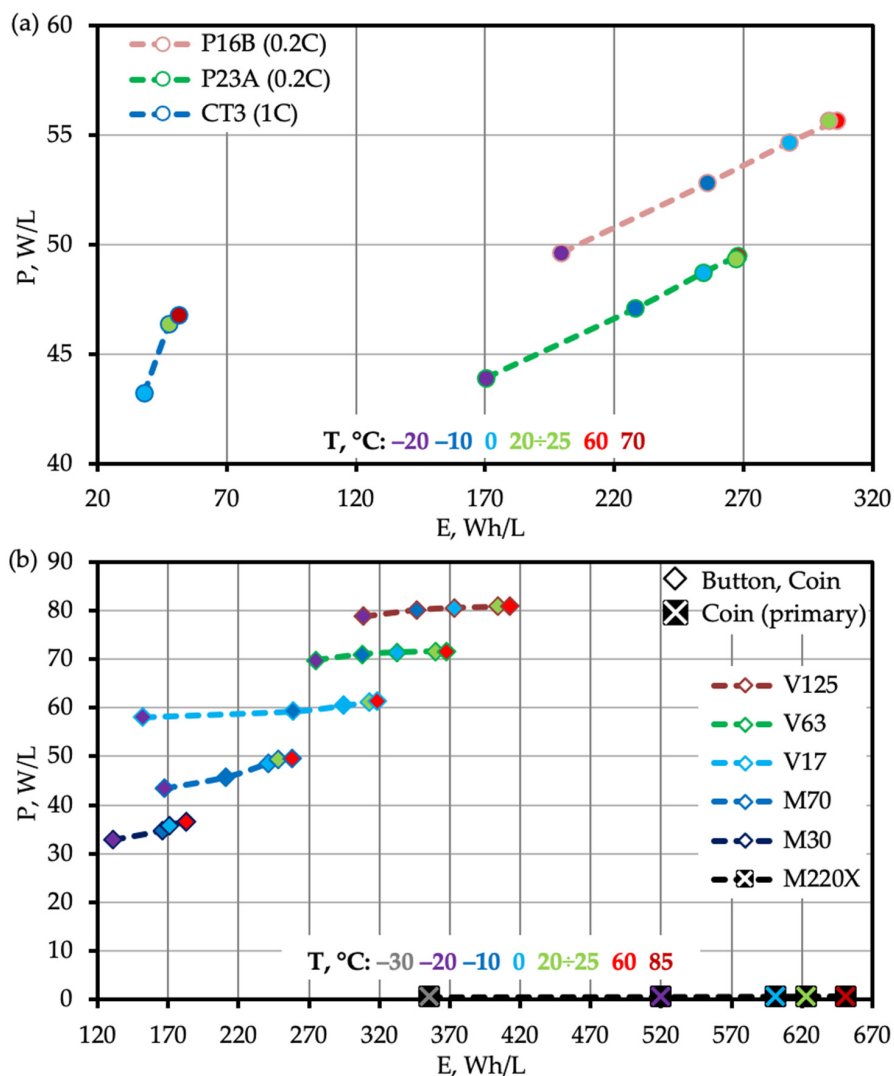 (a)
60
55
50
45
40
P, W/L
P16B (0.2C)
P23A (0.2C)
CT3 (1C)
T, °C: –20 –10 0 20÷25 60 70
20 70 120 170 220 270 320
E, Wh/L
(b)
90
80
70
60
50
40
30
20
10
0
P, W/L
Button, Coin
Coin (primary)
V125
V63
V17
M70
M30
M220X
T, °C: –30 –20 –10 0 20÷25 60 85
120 170 220 270 320 370 420 470 520 570 620 670
E, Wh/L